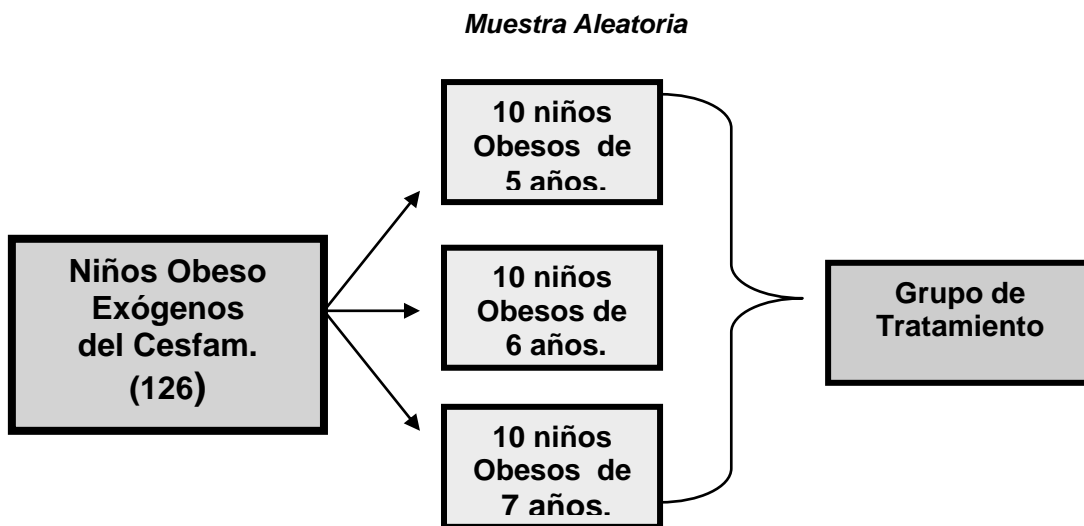 Muestra Aleatoria
10 niños
Obesos de
5 años.
Niños Obeso
Exógenos
del Cesfam.
(126)
10 niños
Obesos de
6 años.
Grupo de
Tratamiento
10 niños
Obesos de
7 años.